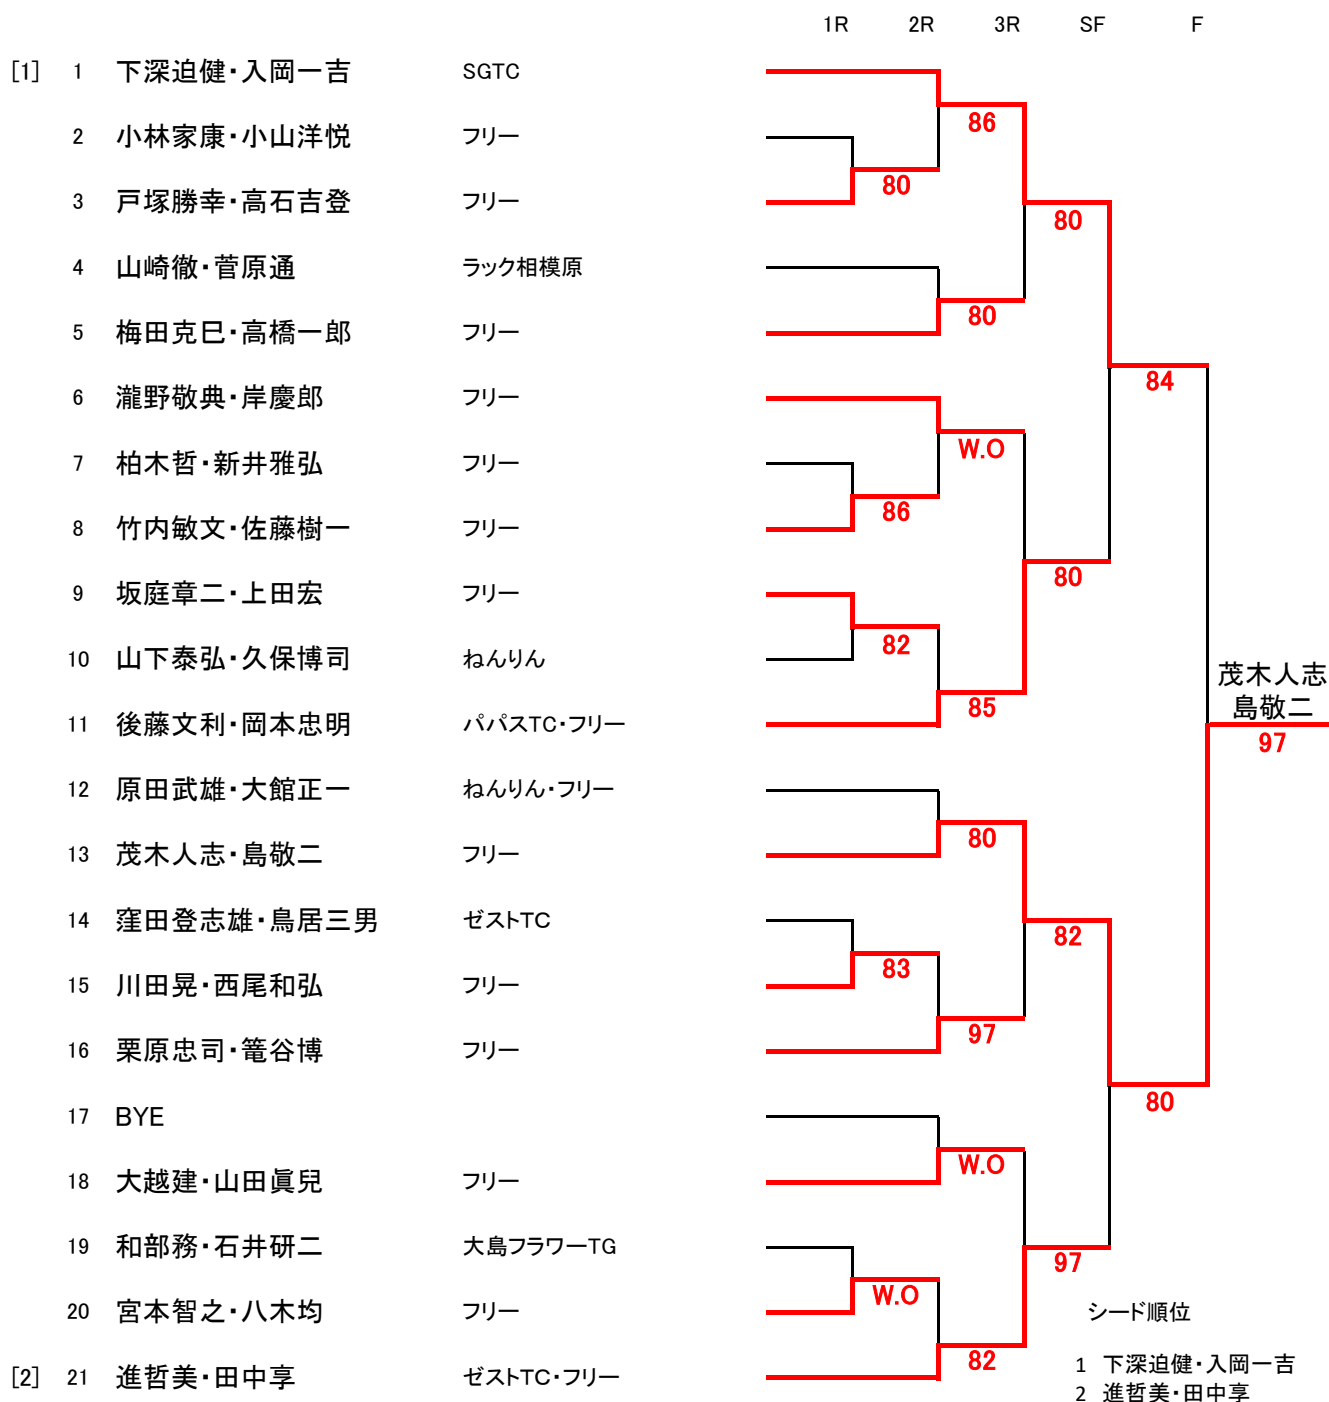 1R 2R 3R SF F
[1] 1 下深迫健・入岡一吉 SGTC
86
2 小林家康・小山洋悦 フリー
80
3 戸塚勝幸・高石吉登 フリー
80
4 山崎徹・菅原通 ラック相模原
80
5 梅田克巳・高橋一郎 フリー
84
6 瀧野敬典・岸慶郎 フリー
W.O
7 柏木哲・新井雅弘 フリー
86
8 竹内敏文・佐藤樹一 フリー
80
9 坂庭章二・上田宏 フリー
82
10 山下泰弘・久保博司 ねんりん
茂木人志
島敬二
85
11 後藤文利・岡本忠明 パパスTC・フリー
97
12 原田武雄・大館正一 ねんりん・フリー
80
13 茂木人志・島敬二 フリー
14 窪田登志雄・鳥居三男 ゼストTC
82
83
15 川田晃・西尾和弘 フリー
97
16 栗原忠司・篭谷博 フリー
80
17 BYE
W.O
18 大越建・山田眞兒 フリー
19 和部務・石井研二 大島フラワーTG
97
W.O
20 宮本智之・八木均 フリー
シード順位
82
[2] 21 進哲美・田中享 ゼストTC・フリー
1 下深迫健・入岡一吉
2 進哲美・田中享